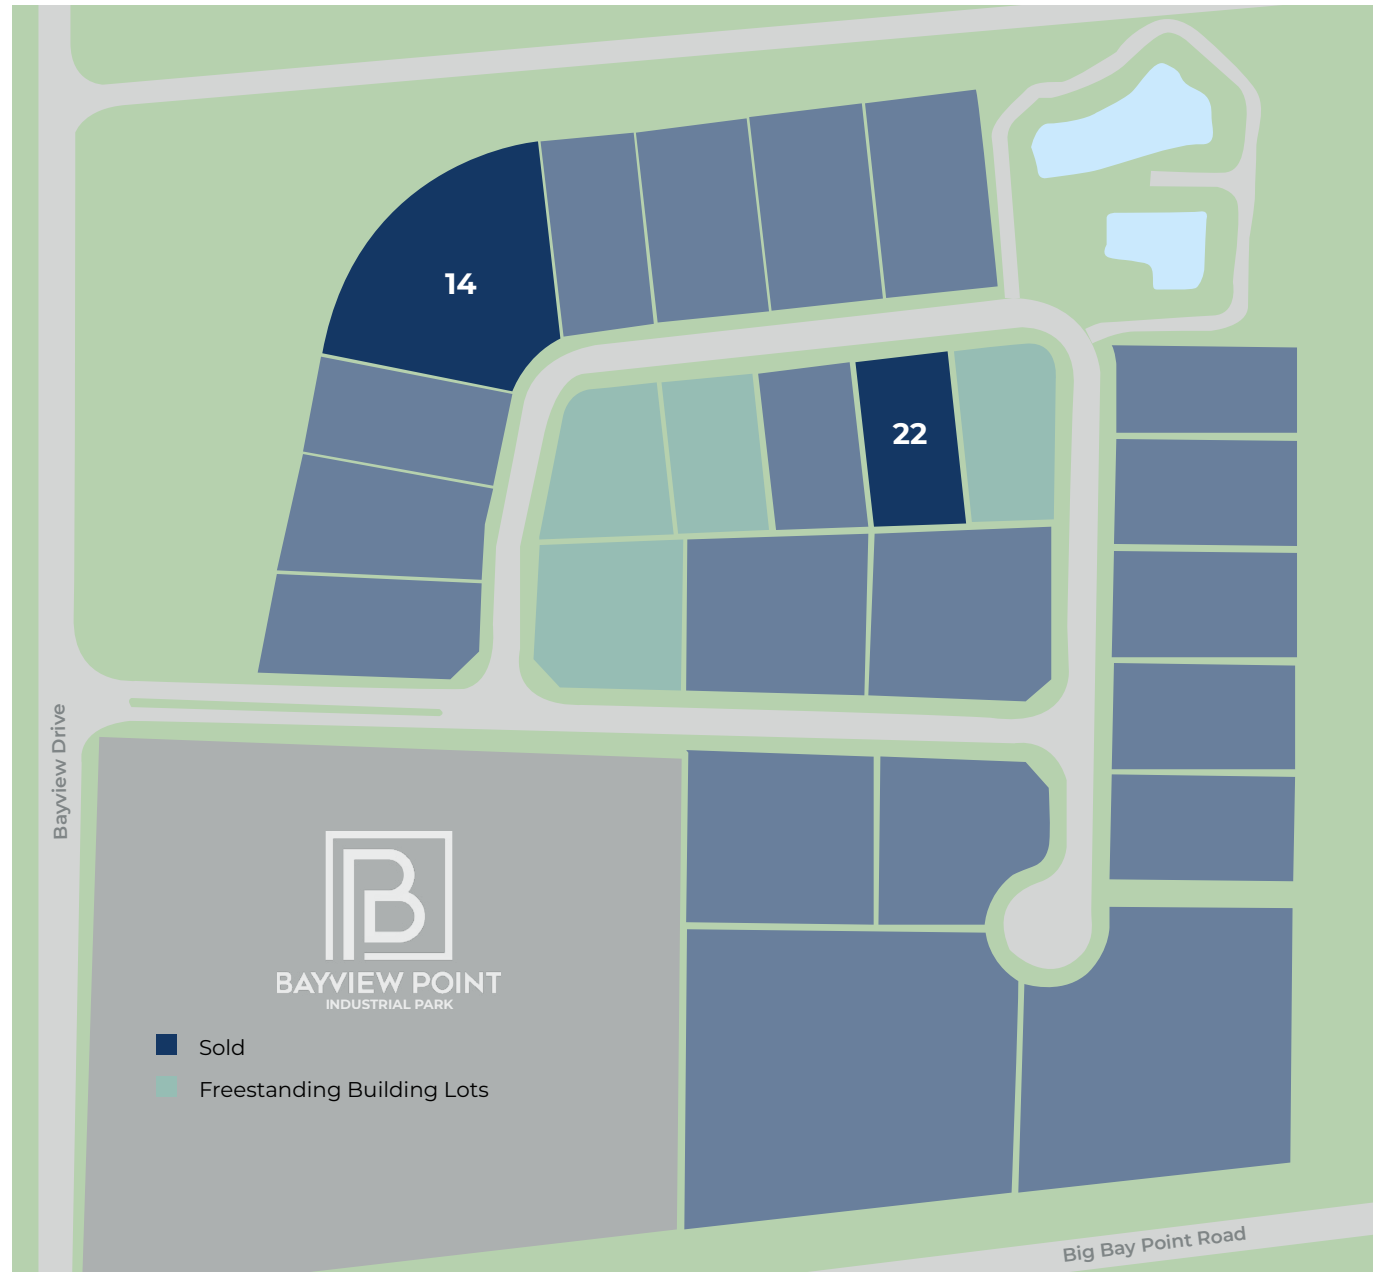 14
22
Bayview Drive
BAYVIEW POINT
INDUSTRIAL PARK
Sold
Freestanding Building Lots
Big Bay Point Road